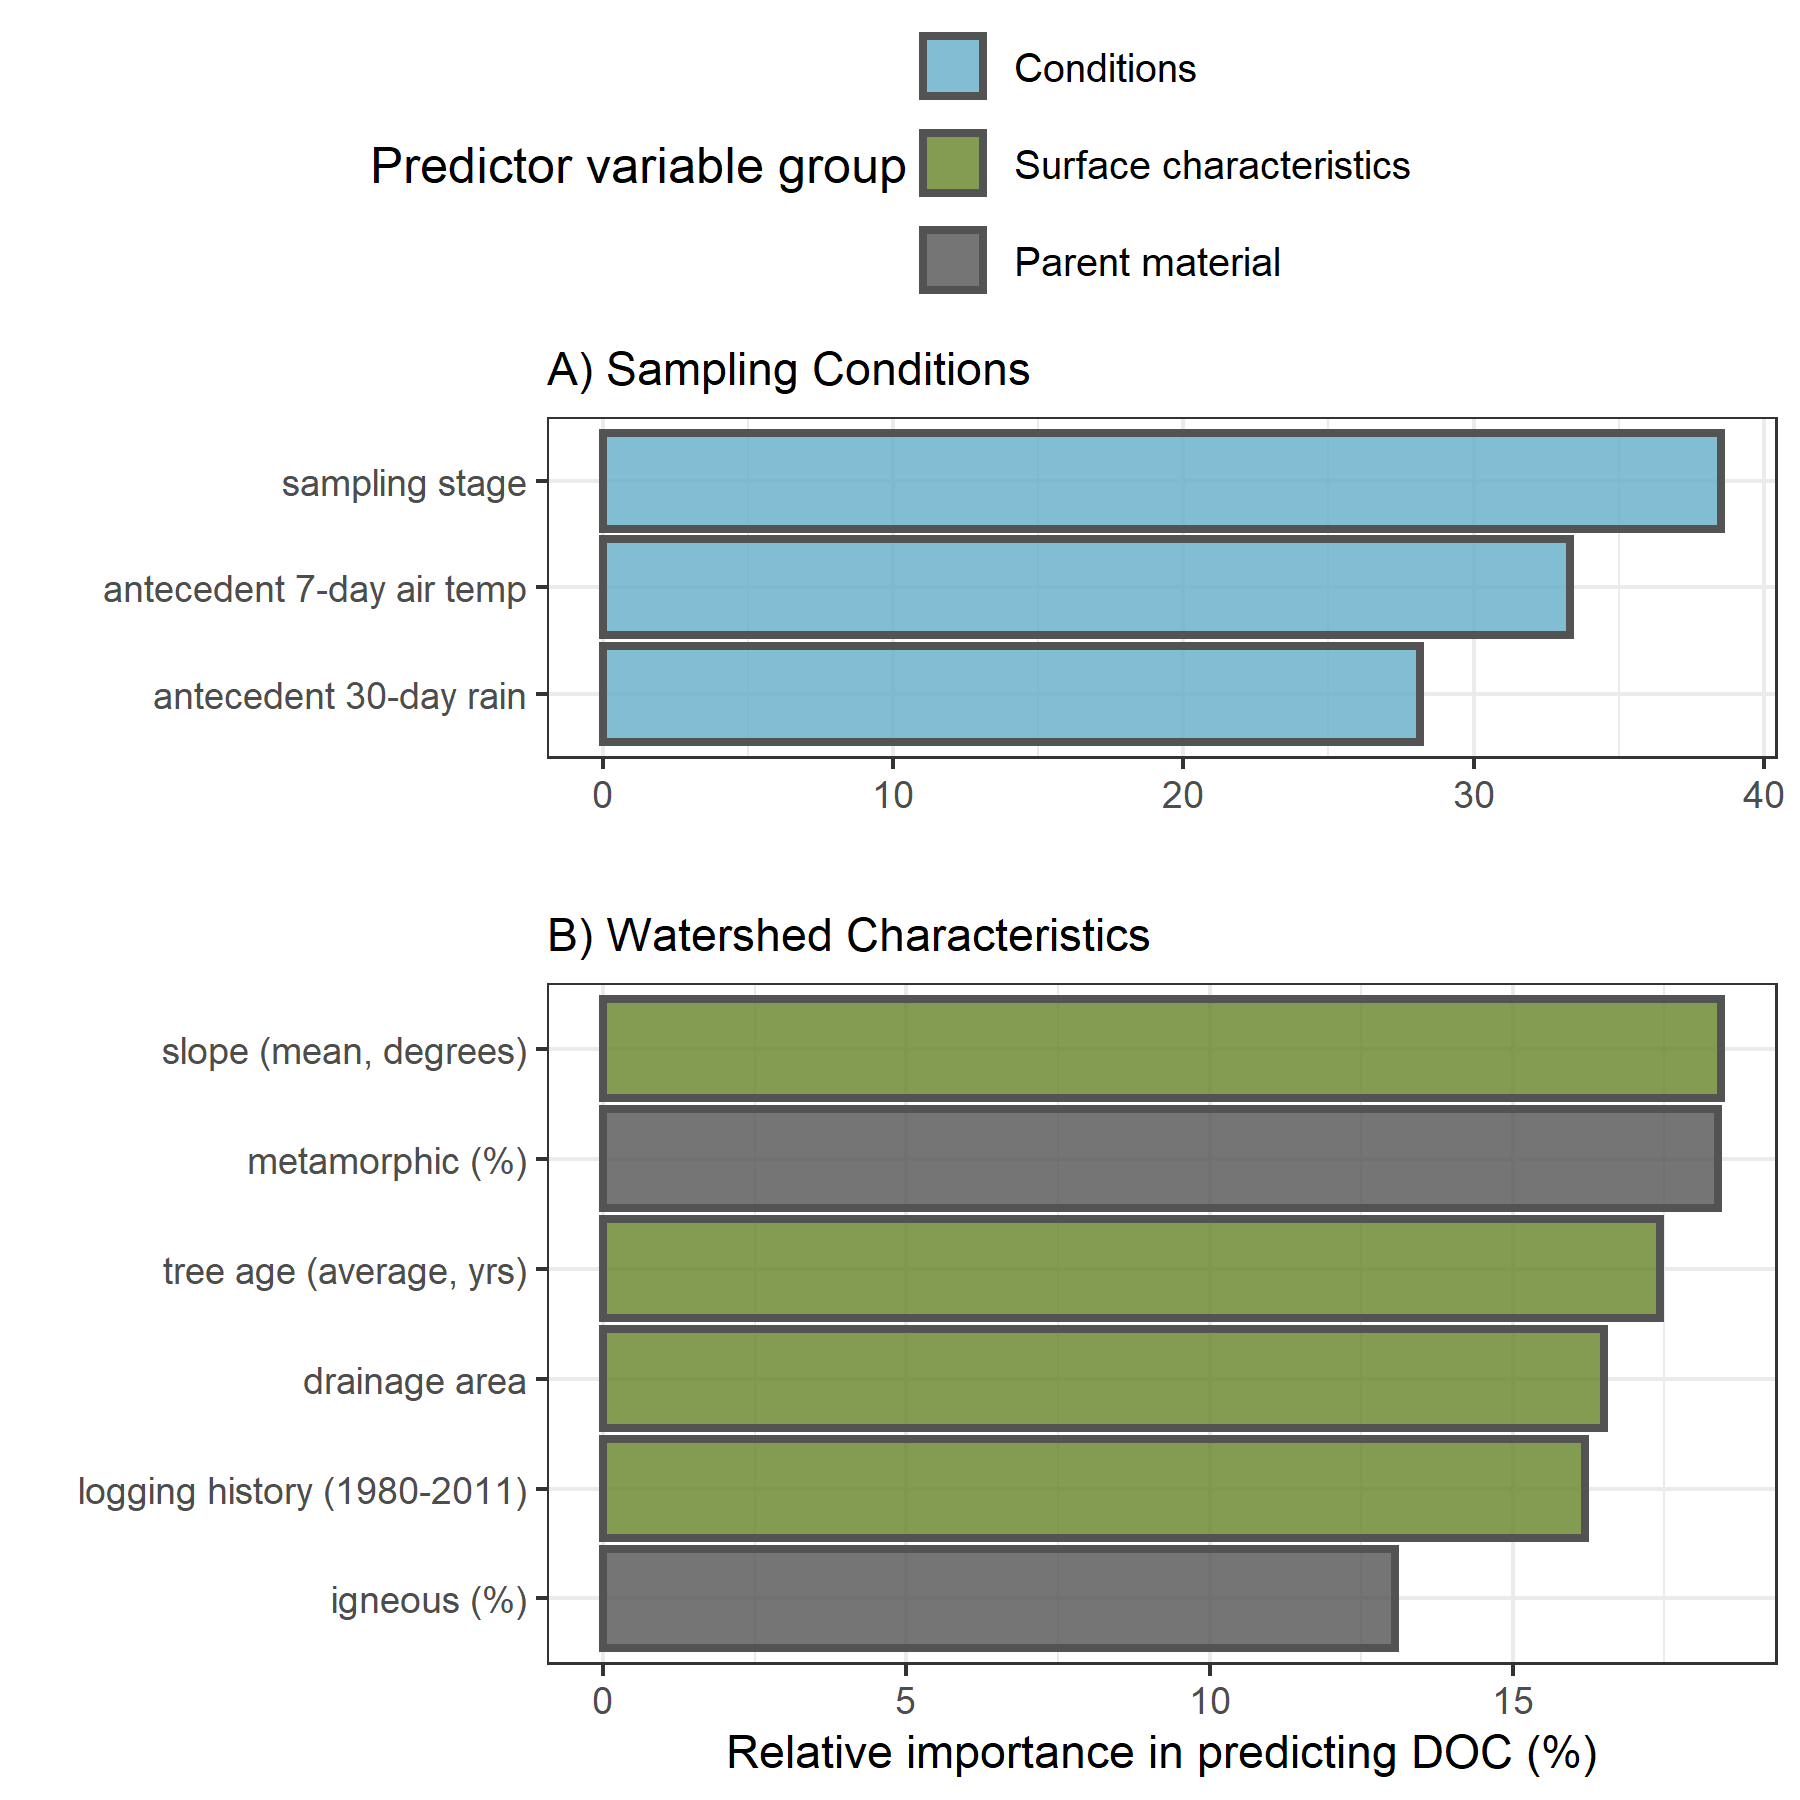 Conditions
Predictor variable group
Surface characteristics
Parent material
A) Sampling Conditions
sampling stage
antecedent 7-day air temp
antecedent 30-day rain
0 10 20 30 40
B) Watershed Characteristics
slope (mean, degrees)
metamorphic (%)
tree age (average, yrs)
drainage area
logging history (1980-2011)
igneous (%)
0 5 10 15
Relative importance in predicting DOC (%)